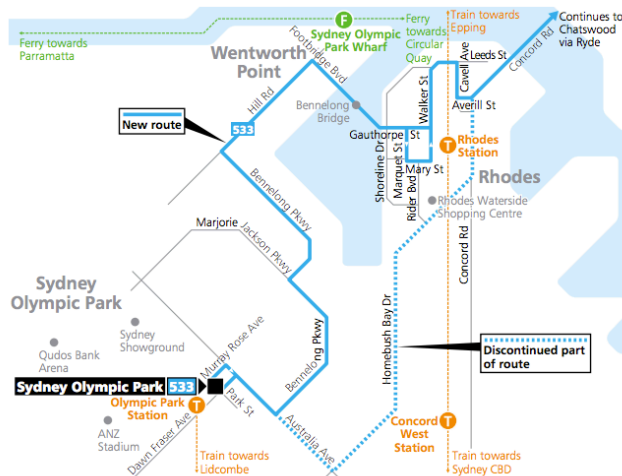 F
Sydney Olympic
Park Wharf
Ferry towards
Parramatta
Ferry
towards
Circular
Quay
Train towards
Epping
Continues to
Chatswood
via Ryde
Wentworth
Point
Footbridge Bvd
Hill Rd
Bennelong
Bridge
Walker St
Cavell Ave
Leeds St
Concord Rd
Averill St
New route
533
Gauthorpe St
T
Rhodes
Station
Shoreline Dr
Marquet St
Rider Bvd
Mary St
Rhodes
Rhodes Waterside
Shopping Centre
Bennelong Pkwy
Marjorie
Jackson Pkwy
Concord Rd
Sydney
Olympic Park
Sydney
Showground
Qudos Bank
Arena
Murray Rose Ave
Bennelong Pkwy
Homebush Bay Dr
Discontinued part
of route
Sydney Olympic Park 533
Olympic Park
Station
T
Park St
ANZ
Stadium
Dawn Fraser Ave
Australia Ave
Concord
West
Station
T
Train towards
Lidcombe
Train towards
Sydney CBD